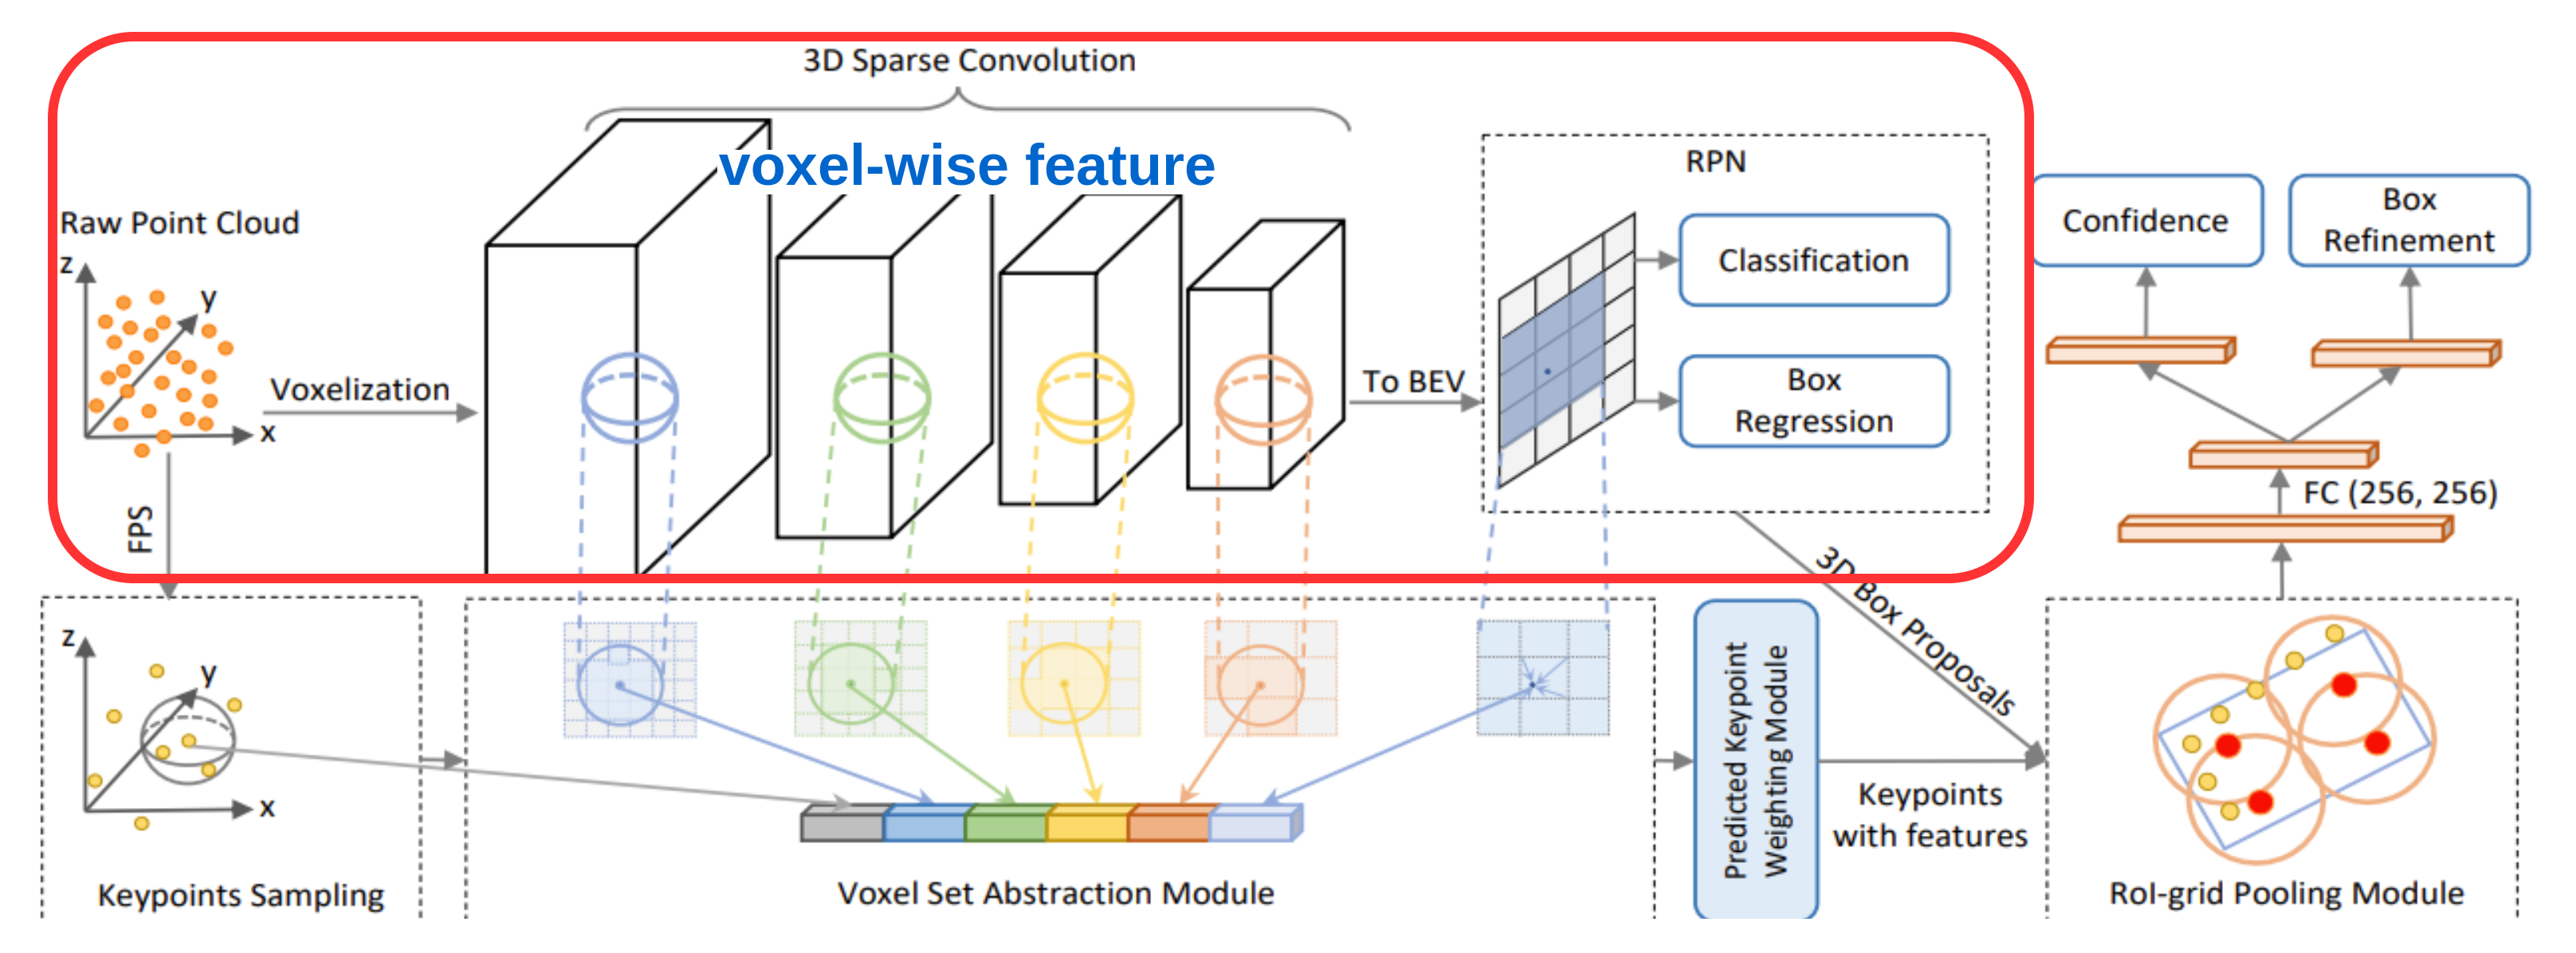 3D Sparse Convolution
voxel-wise feature
RPN
Raw Point Cloud
z
y
x
Voxelization
To BEV
Classification
Box
Regression
Confidence
Box
Refinement
FPS
FC (256, 256)
3D Box Proposals
z
y
x
Keypoints Sampling
Voxel Set Abstraction Module
Predicted Keypoint
Weighting Module
Keypoints
with features
RoI-grid Pooling Module